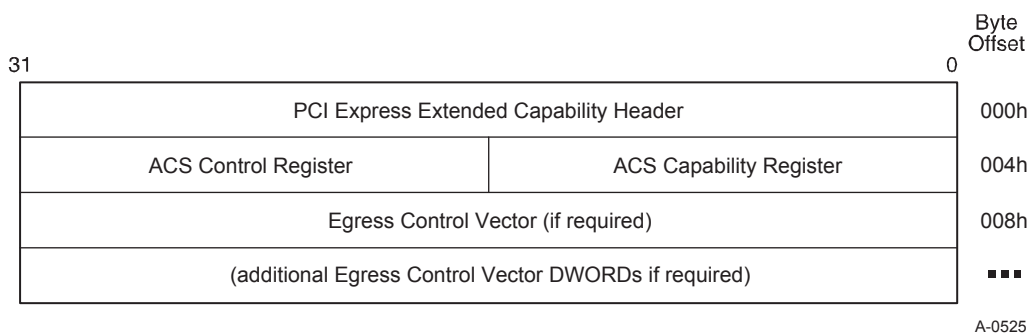 Byte
Offset
31 0
PCI Express Extended Capability Header 000h
ACS Control Register ACS Capability Register 004h
Egress Control Vector (if required) 008h
(additional Egress Control Vector DWORDs if required)
A-0525